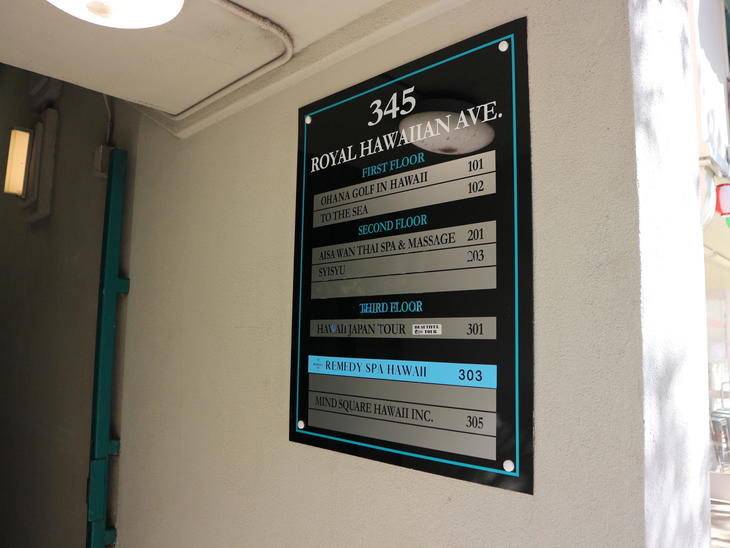 345
ROYAL HAWAIIAN AVE.
FIRST FLOOR
OHANA GOLF IN HAWAII 101
TO THE SEA 102
SECOND FLOOR
AISA WAN THAI SPA & MASSAGE 201
SYISYU 203
THIRD FLOOR
HAWAII JAPAN TOUR BEAUTIFUL TOUR 301
REMEDY SPA HAWAII 303
MIND SQUARE HAWAII INC. 305